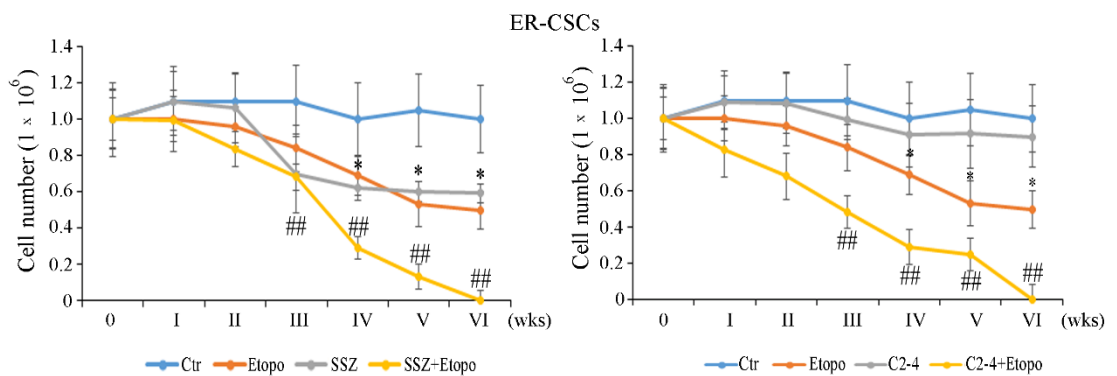 ER-CSCs
Cell number (1 x 10⁶)
1.4
1.2
1.0
0.8
0.6
0.4
0.2
0
* * *
## ## ## ##
0 I II III IV V VI (wks)
Ctr Etopo SSZ SSZ+Etopo
Cell number (1 x 10⁶)
1.4
1.2
1.0
0.8
0.6
0.4
0.2
0
* * *
## ## ## ##
0 I II III IV V VI (wks)
Ctr Etopo C2-4 C2-4+Etopo